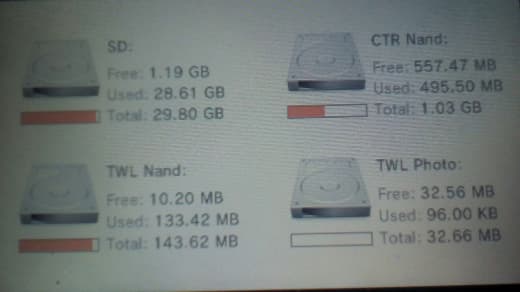 SD:
Free: 1.19 GB
Used: 28.61 GB
Total: 29.80 GB
CTR Nand:
Free: 557.47 MB
Used: 495.50 MB
Total: 1.03 GB
TWL Nand:
Free: 10.20 MB
Used: 133.42 MB
Total: 143.62 MB
TWL Photo:
Free: 32.56 MB
Used: 96.00 KB
Total: 32.66 MB